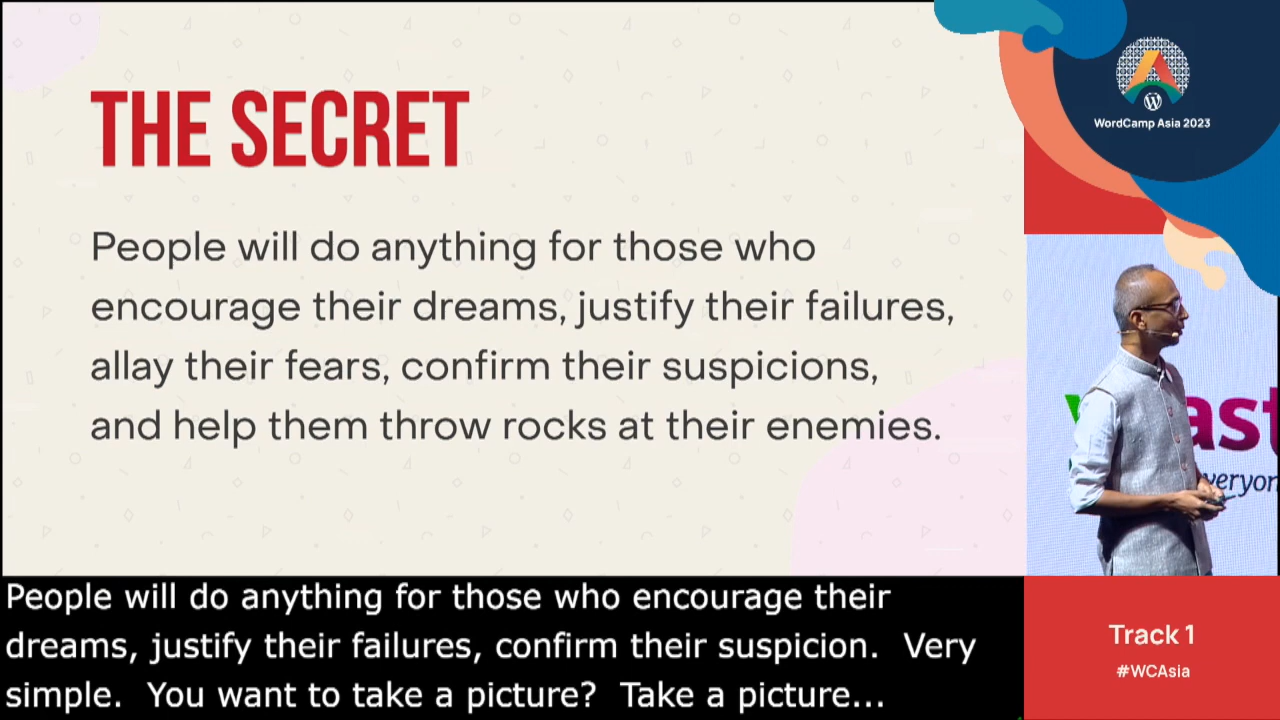 THE SECRET
People will do anything for those who
encourage their dreams, justify their failures,
allay their fears, confirm their suspicions,
and help them throw rocks at their enemies.
WordCamp Asia 2023
ast
everyon
Track 1
#WCAsia
People will do anything for those who encourage their
dreams, justify their failures, confirm their suspicion.  Very
simple.  You want to take a picture?  Take a picture...